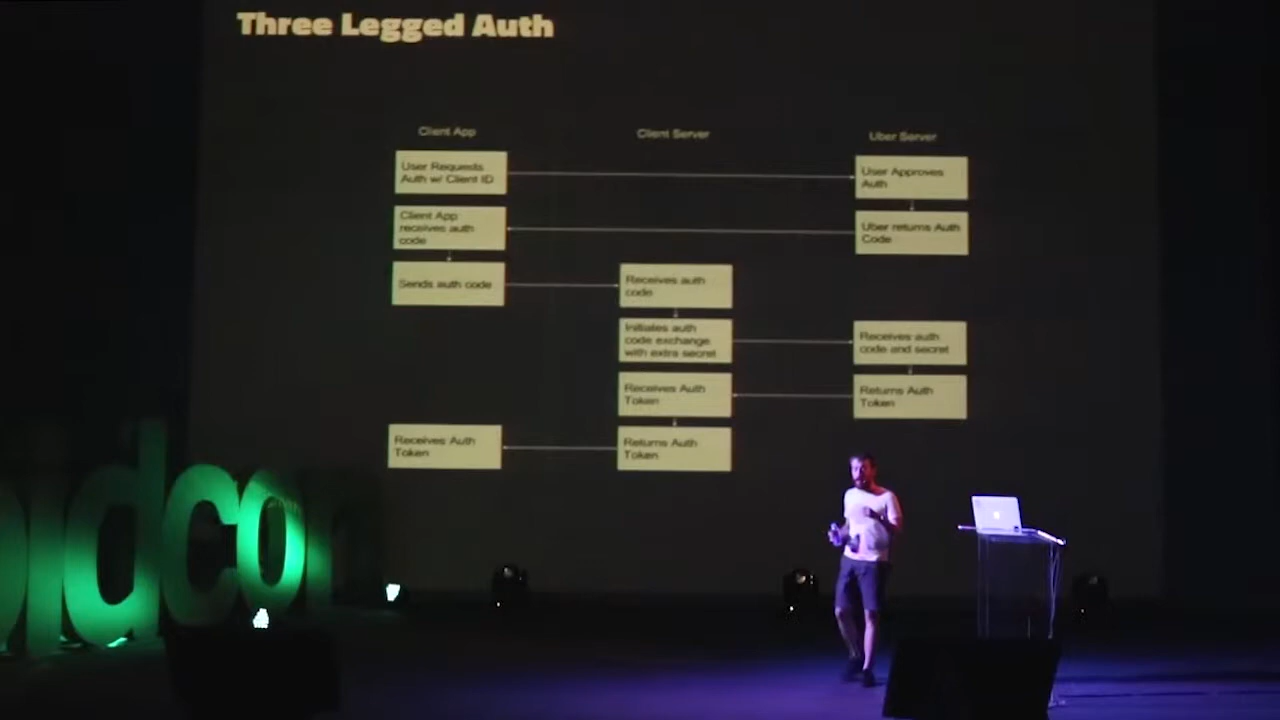 Three Legged Auth
Client App
Client Server
Uber Server
User Requests
Auth w/ Client ID
User Approves
Auth
Client App
receives auth
code
Uber returns Auth
Code
Sends auth code
Receives auth
code
Initiates auth
code exchange
with extra secret
Receives auth
code and secret
Receives Auth
Token
Returns Auth
Token
Receives Auth
Token
Returns Auth
Token
oidcon